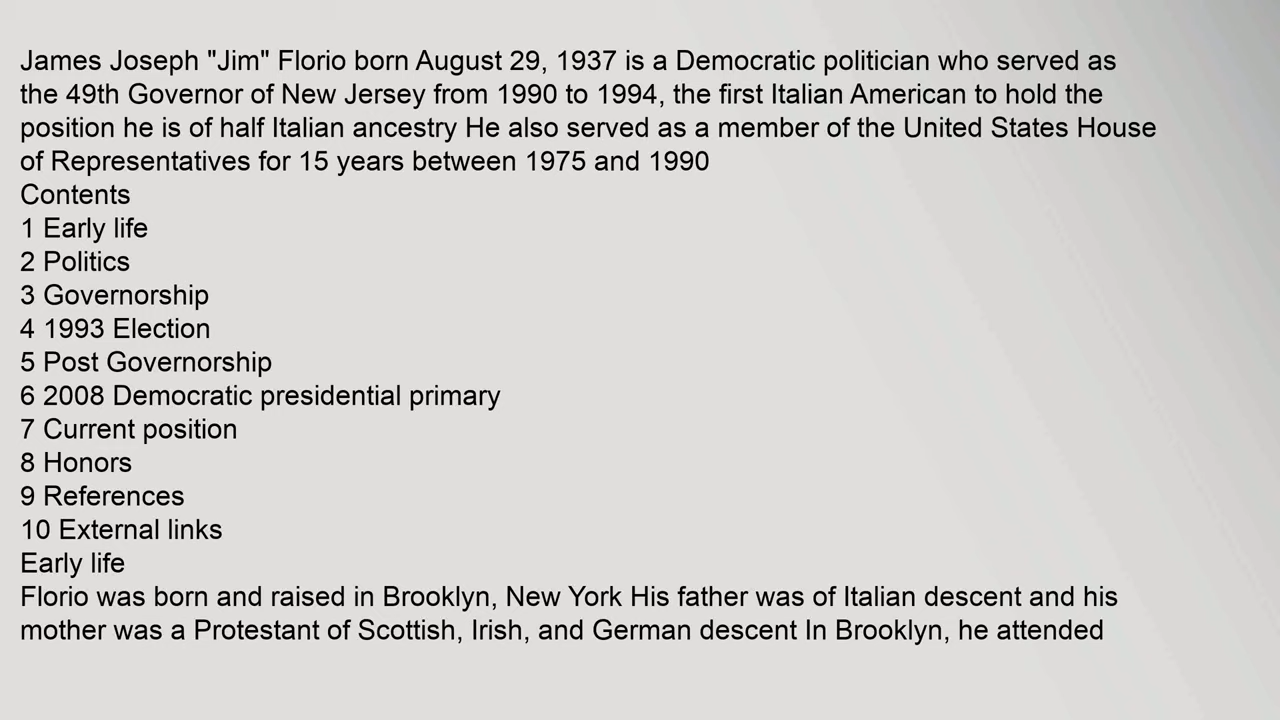 James Joseph "Jim" Florio born August 29, 1937 is a Democratic politician who served as
the 49th Governor of New Jersey from 1990 to 1994, the first Italian American to hold the
position he is of half Italian ancestry He also served as a member of the United States House
of Representatives for 15 years between 1975 and 1990
Contents
1 Early life
2 Politics
3 Governorship
4 1993 Election
5 Post Governorship
6 2008 Democratic presidential primary
7 Current position
8 Honors
9 References
10 External links
Early life
Florio was born and raised in Brooklyn, New York His father was of Italian descent and his
mother was a Protestant of Scottish, Irish, and German descent In Brooklyn, he attended